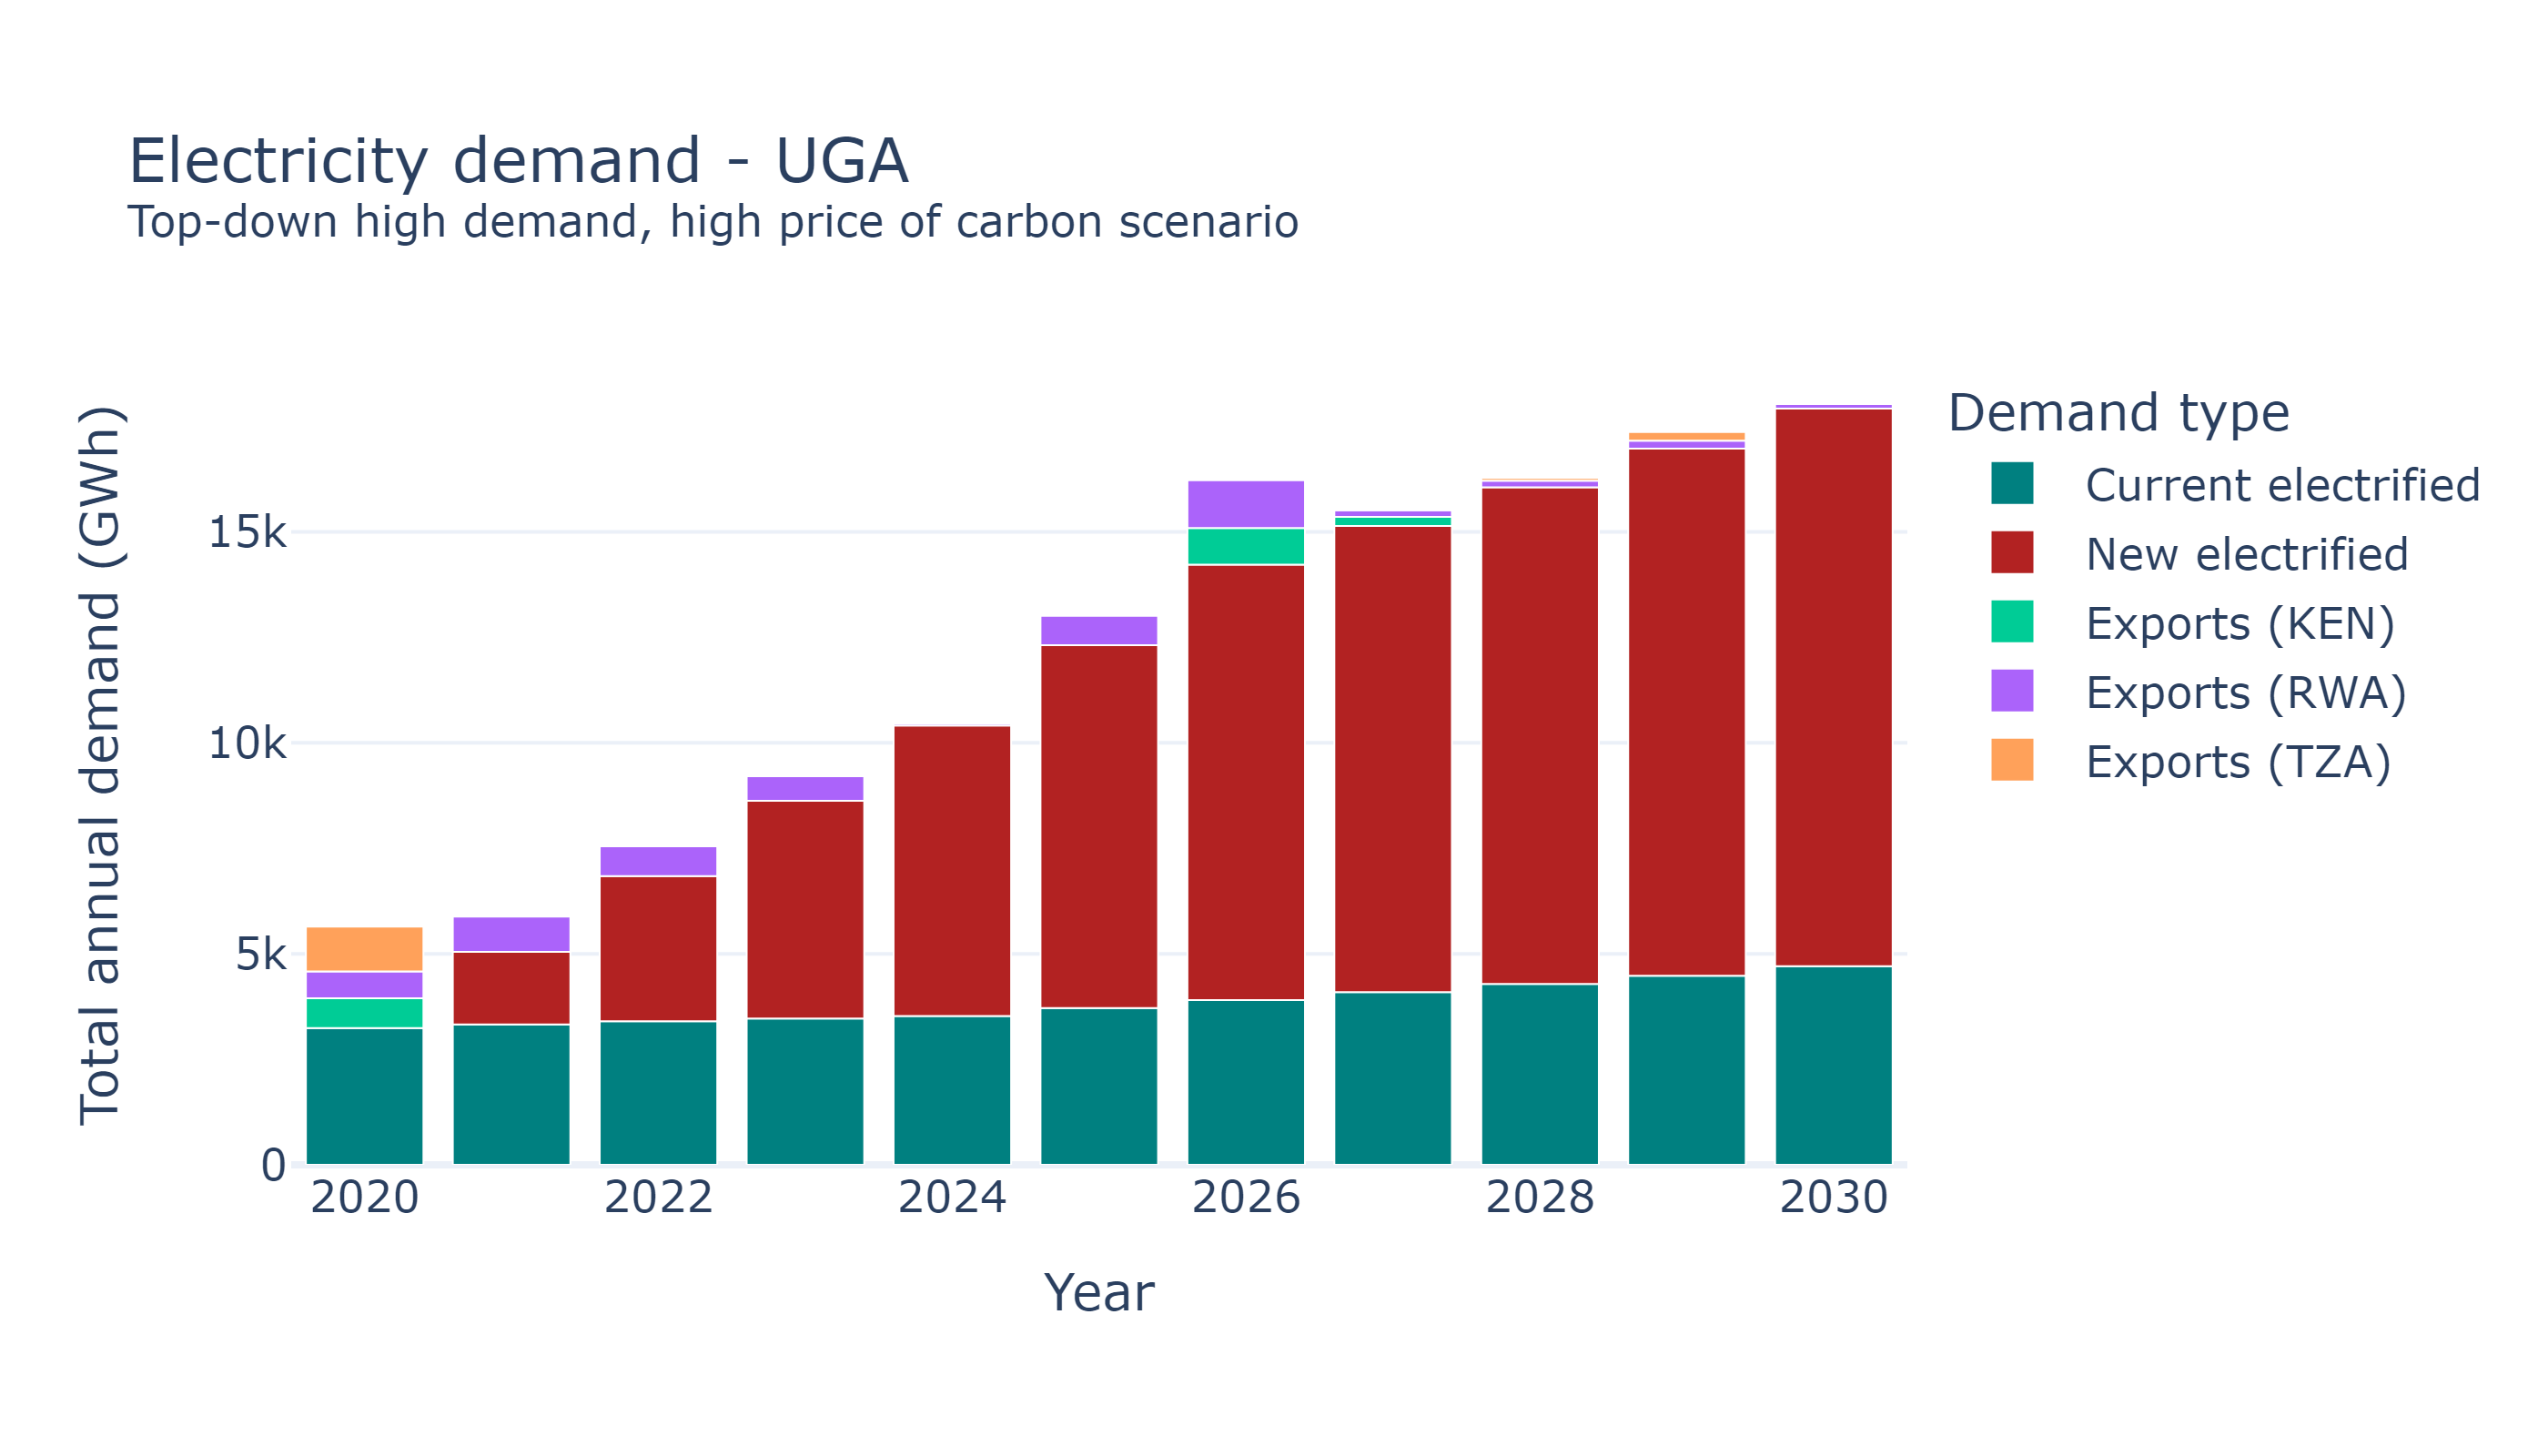 Electricity demand - UGA
Top-down high demand, high price of carbon scenario
Total annual demand (GWh)
15k
10k
5k
0
2020
2022
2024
2026
2028
2030
Year
Demand type
Current electrified
New electrified
Exports (KEN)
Exports (RWA)
Exports (TZA)